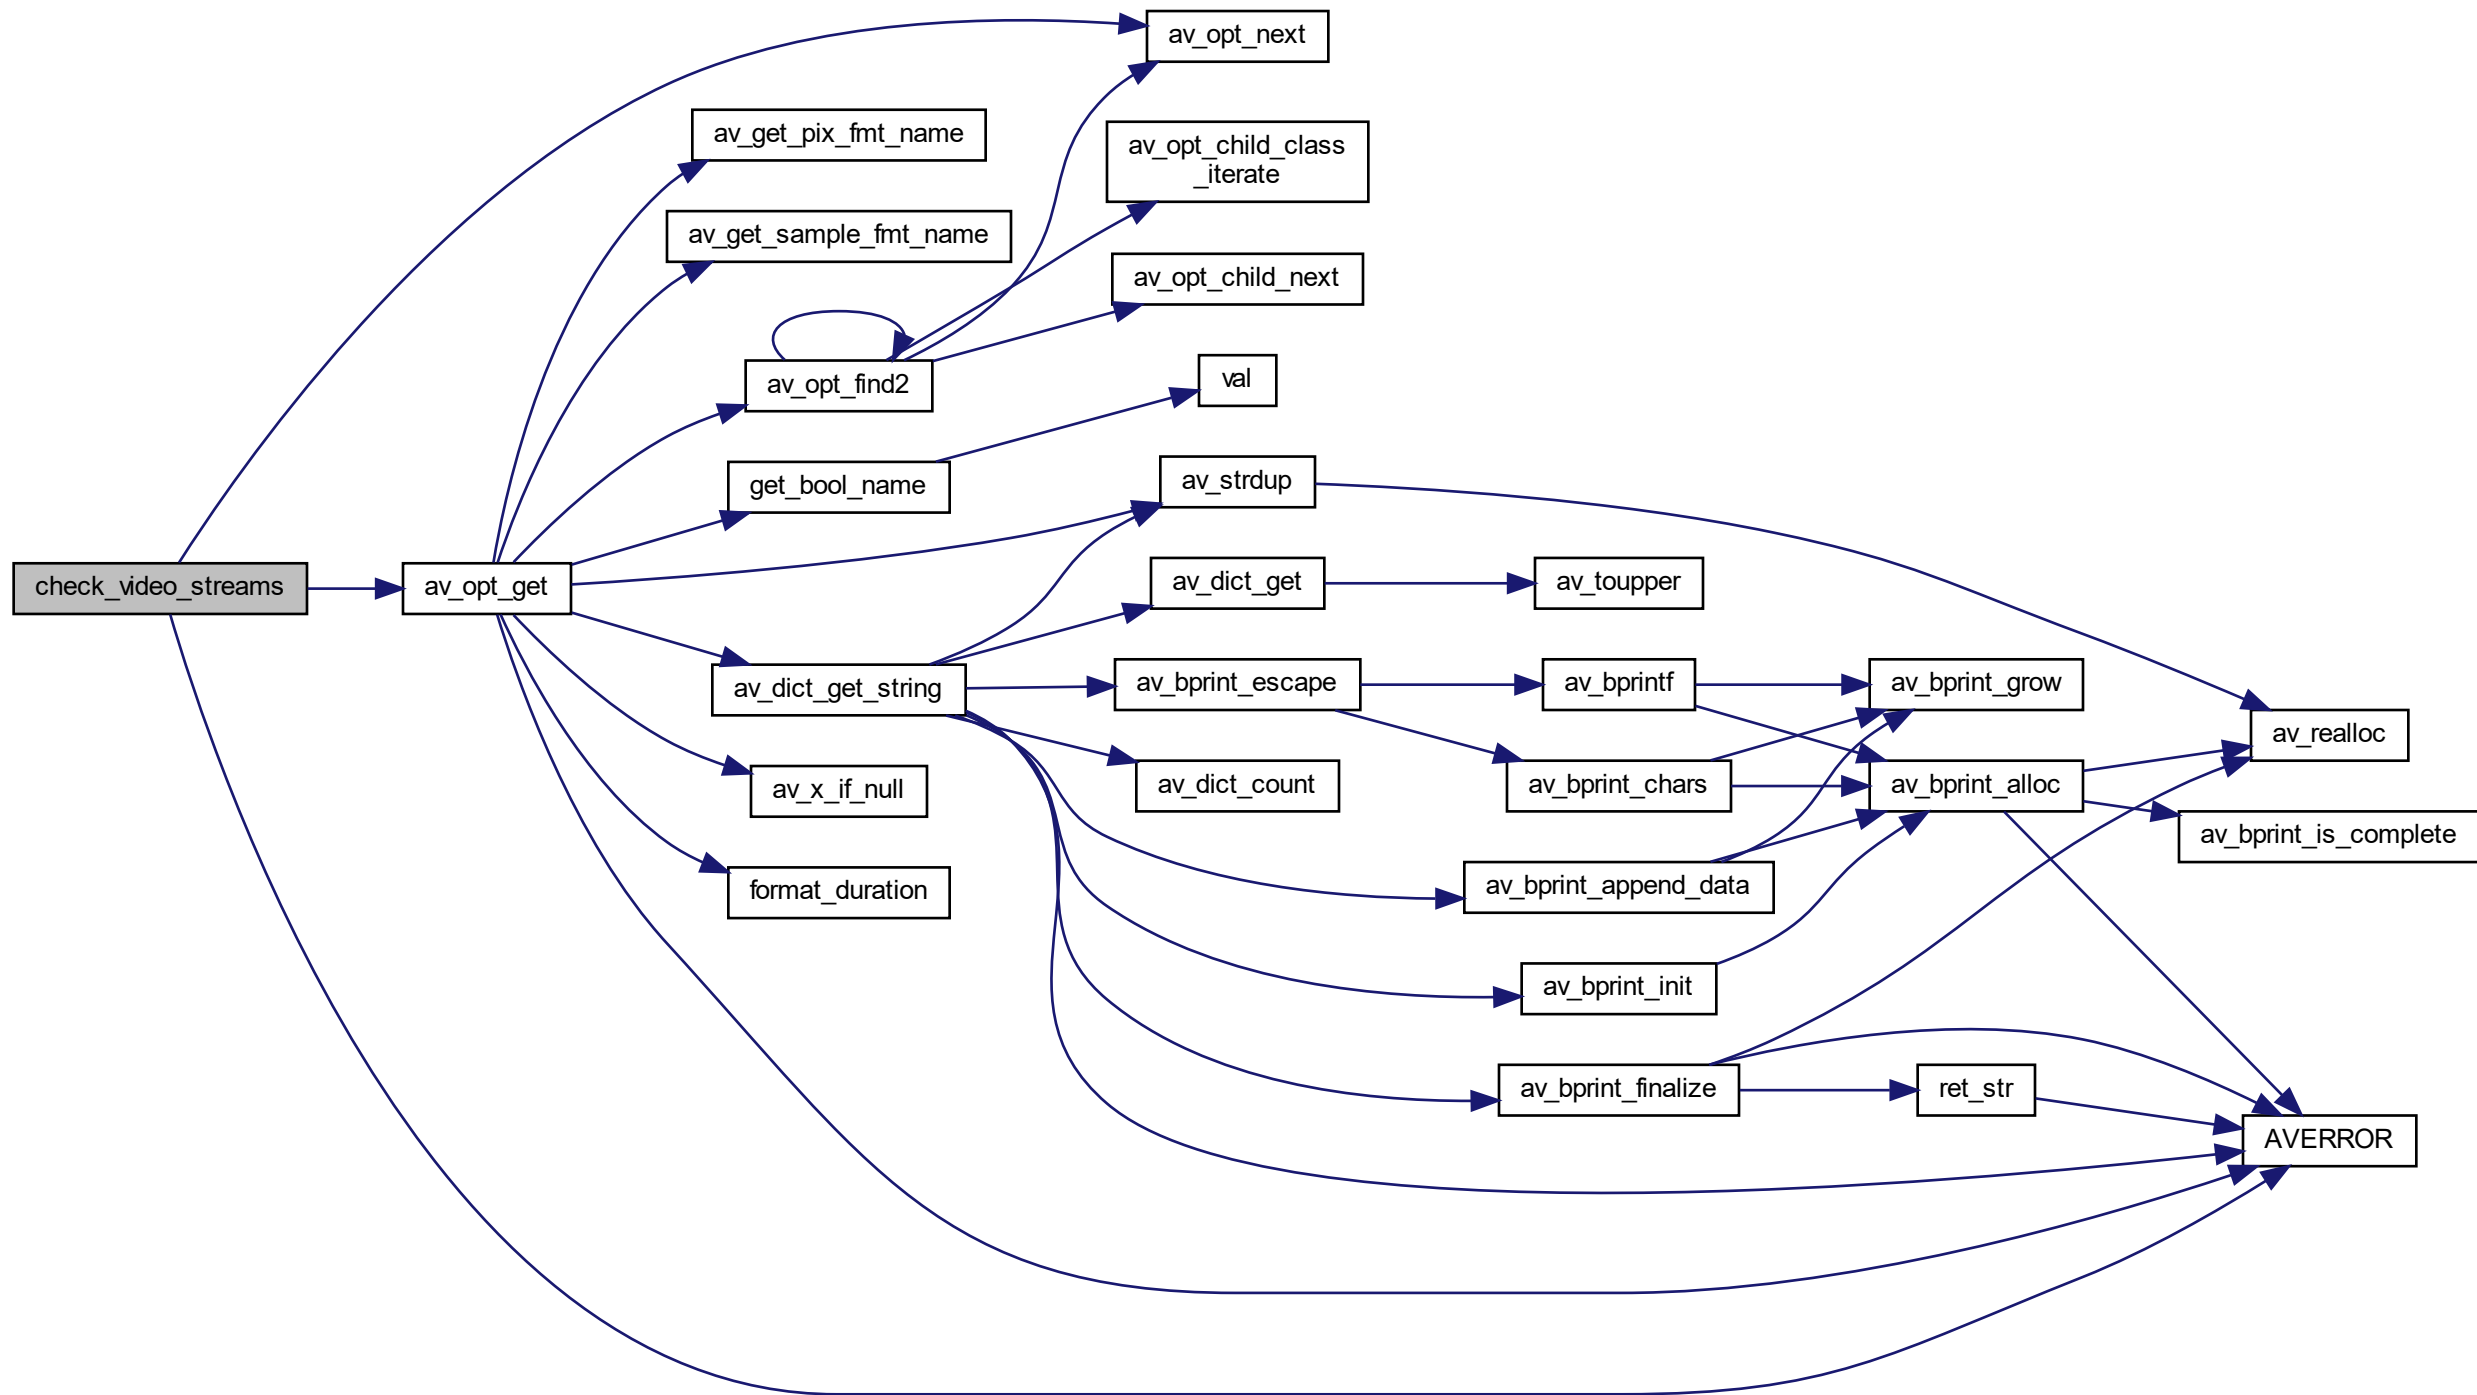 av_opt_next
av_get_pix_fmt_name
av_opt_child_class
_iterate
av_get_sample_fmt_name
av_opt_child_next
av_opt_find2
val
get_bool_name
av_strdup
check_video_streams
av_opt_get
av_dict_get
av_toupper
av_dict_get_string
av_bprint_escape
av_bprintf
av_bprint_grow
av_realloc
av_x_if_null
av_dict_count
av_bprint_chars
av_bprint_alloc
av_bprint_is_complete
format_duration
av_bprint_append_data
av_bprint_init
av_bprint_finalize
ret_str
AVERROR